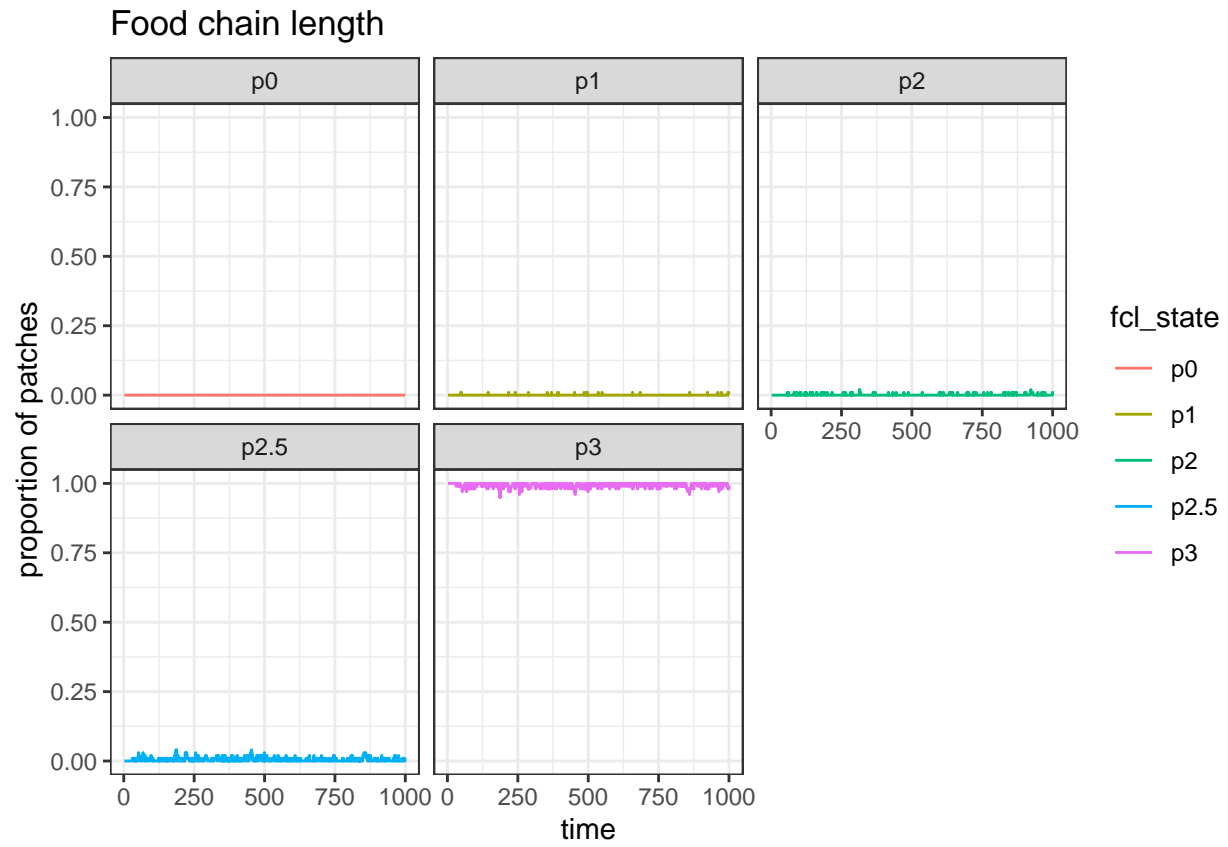 Food chain length
p0 p1 p2
1.00
0.75
0.50
0.25
0.00
0 250 500 750 1000
p2.5 p3
1.00
0.75
0.50
0.25
0.00
0 250 500 750 1000 0 250 500 750 1000
time
proportion of patches
fcl_state
p0
p1
p2
p2.5
p3